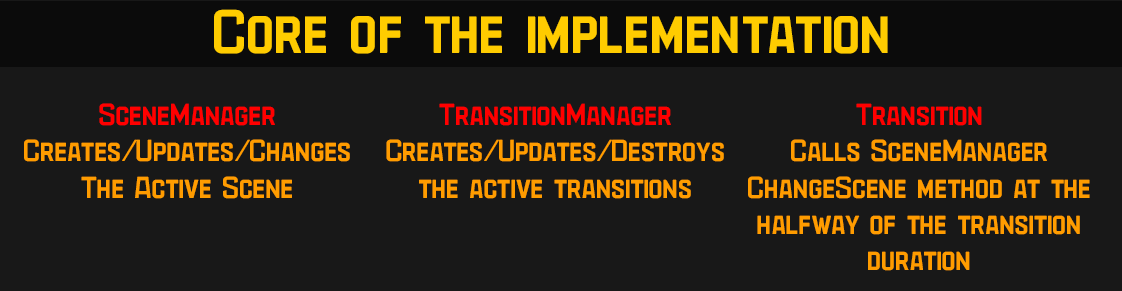 Core of the implementation
SceneManager
Creates/Updates/Changes
The Active Scene
TransitionManager
Creates/Updates/Destroys
the active transitions
Transition
Calls SceneManager
ChangeScene method at the
halfway of the transition
duration